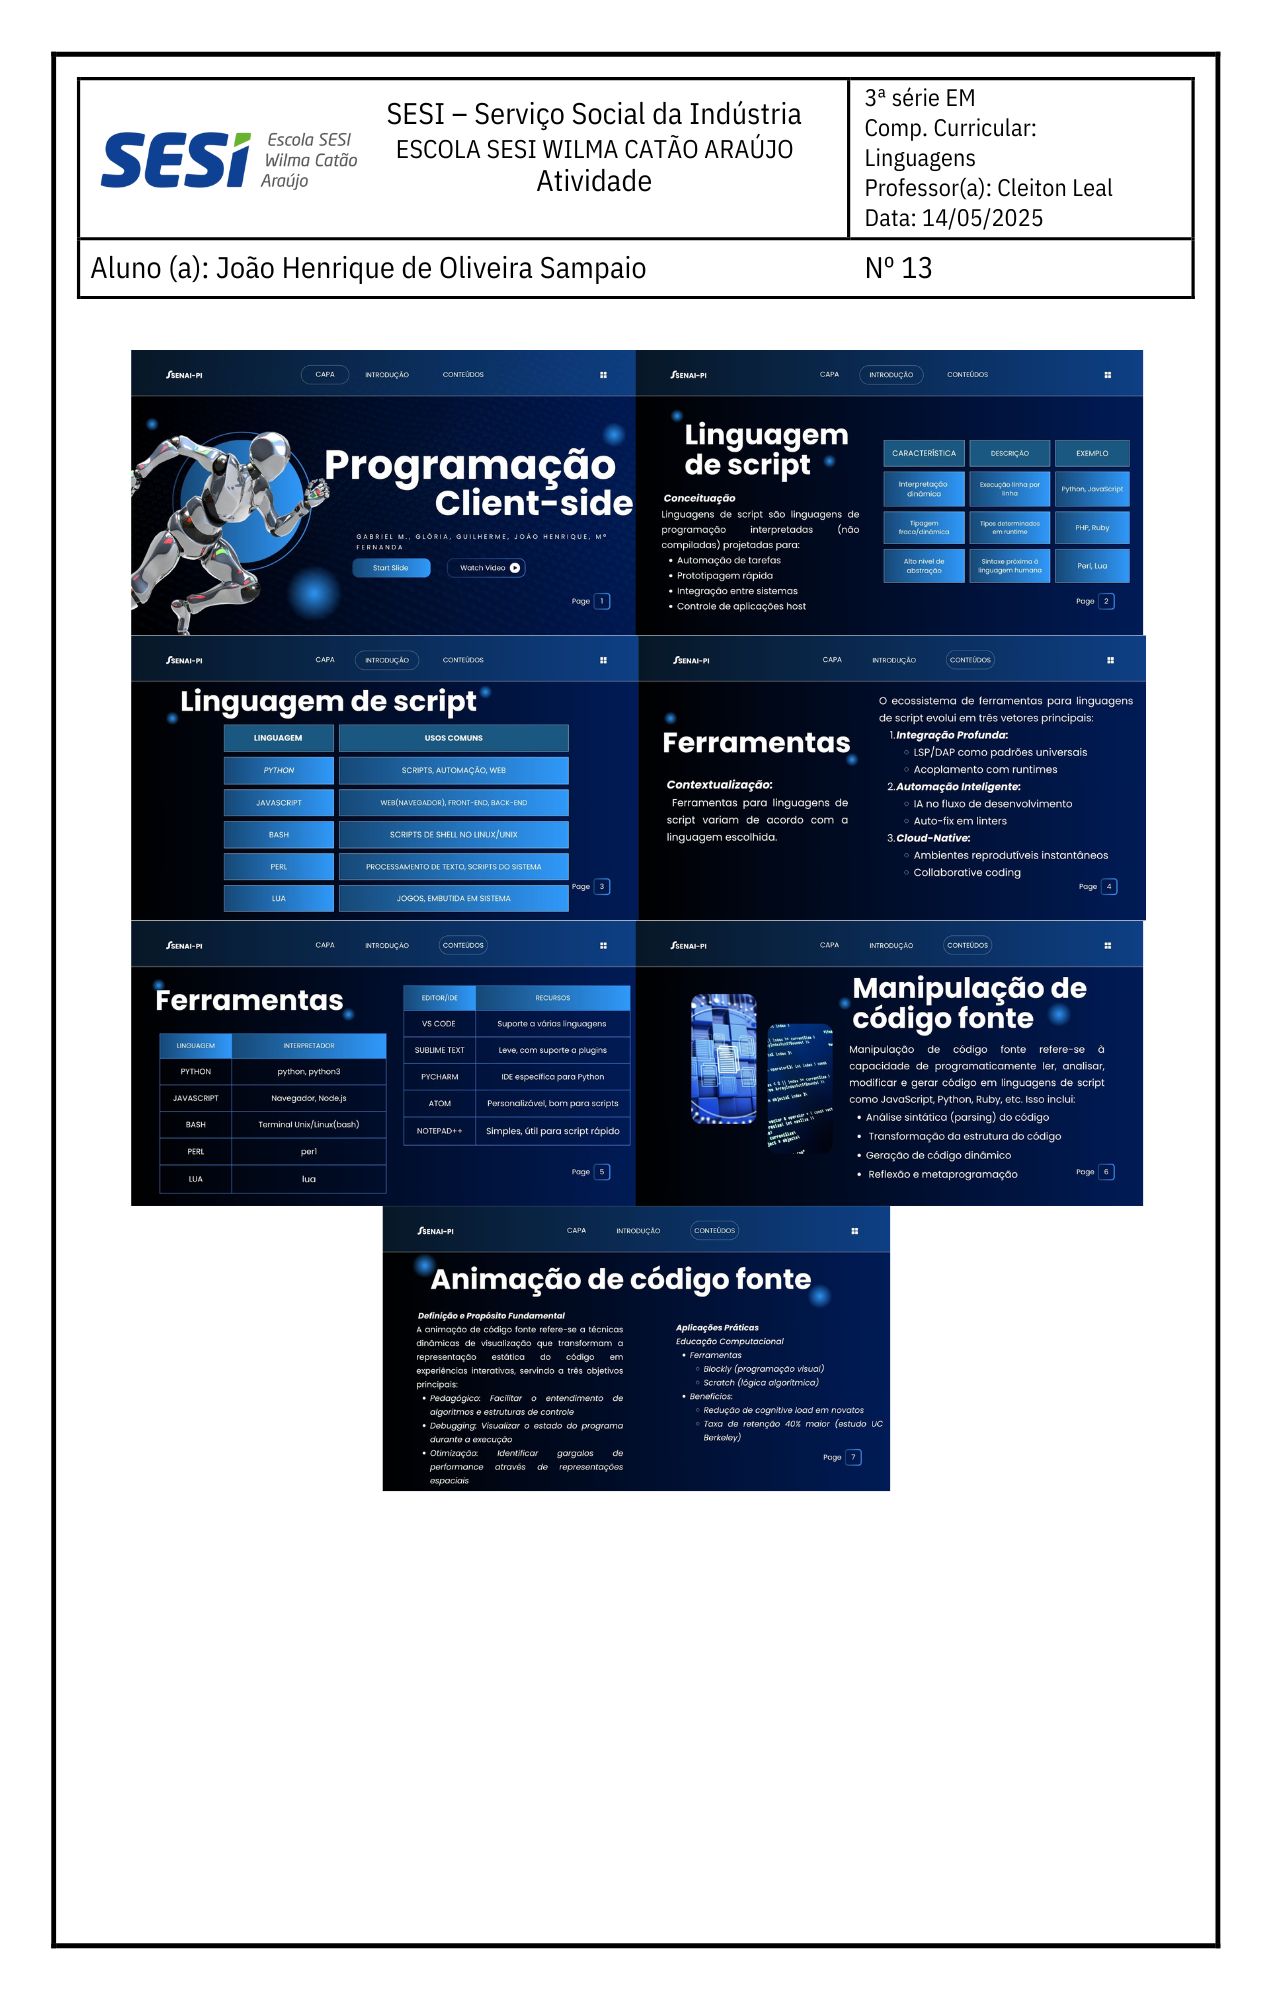 SESI
Escola SESI
Wilma Catão
Araújo
SESI – Serviço Social da Indústria
ESCOLA SESI WILMA CATÃO ARAÚJO
Atividade
3ª série EM
Comp. Curricular:
Linguagens
Professor(a): Cleiton Leal
Data: 14/05/2025
Aluno (a): João Henrique de Oliveira Sampaio
Nº 13
SENAI-PI
CAPA INTRODUÇÃO CONTEÚDOS
Programação
Client-side
GABRIEL M., GLÓRIA, GUILHERME, JOÃO HENRIQUE, Mª
FERNANDA
Start Slide Watch Video
Page 1
SENAI-PI
CAPA INTRODUÇÃO CONTEÚDOS
Linguagem
de script
Conceituação
Linguagens de script são linguagens de
programação interpretadas (não
compiladas) projetadas para:
• Automação de tarefas
• Prototipagem rápida
• Integração entre sistemas
• Controle de aplicações host
CARACTERÍSTICA DESCRIÇÃO EXEMPLO
Interpretação
dinâmica
Execução linha por
linha
Python, JavaScript
Tipagem
fraca/dinâmica
Tipos determinados
em runtime
PHP, Ruby
Alto nível de
abstração
Sintaxe próxima à
linguagem humana
Perl, Lua
Page 2
SENAI-PI
CAPA INTRODUÇÃO CONTEÚDOS
Linguagem de script
LINGUAGEM USOS COMUNS
PYTHON SCRIPTS, AUTOMAÇÃO, WEB
JAVASCRIPT WEB(NAVEGADOR), FRONT-END, BACK-END
BASH SCRIPTS DE SHELL NO LINUX/UNIX
PERL PROCESSAMENTO DE TEXTO, SCRIPTS DO SISTEMA
LUA JOGOS, EMBUTIDA EM SISTEMA
Page 3
SENAI-PI
CAPA INTRODUÇÃO CONTEÚDOS
Ferramentas
Contextualização:
Ferramentas para linguagens de
script variam de acordo com a
linguagem escolhida.
O ecossistema de ferramentas para linguagens
de script evolui em três vetores principais:
1.Integração Profunda:
○ LSP/DAP como padrões universais
○ Acoplamento com runtimes
2.Automação Inteligente:
○ IA no fluxo de desenvolvimento
○ Auto-fix em linters
3.Cloud-Native:
○ Ambientes reprodutíveis instantâneos
○ Collaborative coding
Page 4
SENAI-PI
CAPA INTRODUÇÃO CONTEÚDOS
Ferramentas
LINGUAGEM INTERPRETADOR
PYTHON python, python3
JAVASCRIPT Navegador, Node.js
BASH Terminal Unix/Linux(bash)
PERL perl
LUA lua
EDITOR/IDE RECURSOS
VS CODE Suporte a várias linguagens
SUBLIME TEXT Leve, com suporte a plugins
PYCHARM IDE específica para Python
ATOM Personalizável, bom para scripts
NOTEPAD++ Simples, útil para script rápido
Page 5
SENAI-PI
CAPA INTRODUÇÃO CONTEÚDOS
Manipulação de
código fonte
Manipulação de código fonte refere-se à
capacidade de programaticamente ler, analisar,
modificar e gerar código em linguagens de script
como JavaScript, Python, Ruby, etc. Isso inclui:
• Análise sintática (parsing) do código
• Transformação da estrutura do código
• Geração de código dinâmico
• Reflexão e metaprogramação
Page 6
SENAI-PI
CAPA INTRODUÇÃO CONTEÚDOS
Animação de código fonte
Definição e Propósito Fundamental
A animação de código fonte refere-se a técnicas
dinâmicas de visualização que transformam a
representação estática do código em
experiências interativas, servindo a três objetivos
principais:
• Pedagógico: Facilitar o entendimento de
algoritmos e estruturas de controle
• Debugging: Visualizar o estado do programa
durante a execução
• Otimização: Identificar gargalos de
performance através de representações
espaciais
Aplicações Práticas
Educação Computacional
• Ferramentas
○ Blockly (programação visual)
○ Scratch (lógica algorítmica)
• Benefícios:
○ Redução de cognitive load em novatos
○ Taxa de retenção 40% maior (estudo UC
Berkeley)
Page 7